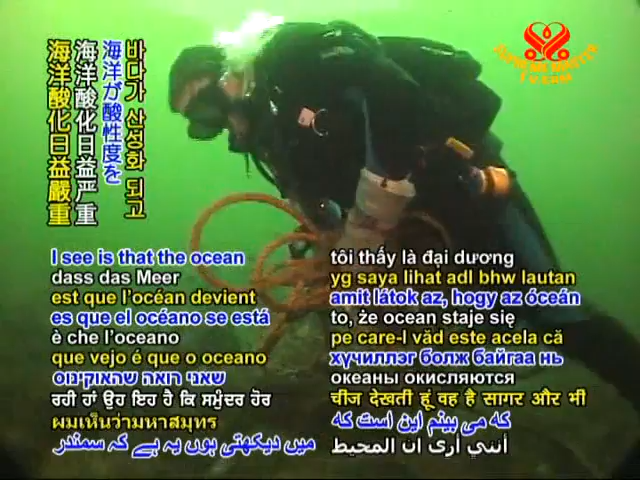 바다가 산성화 되고
海洋が酸性度を
海洋酸化日益严重
海洋酸化日益嚴重
SUPREME MASTER
TV.COM
I see is that the ocean
dass das Meer
est que l'océan devient
es que el océano se está
è che l'oceano
que vejo é que o oceano
שאני רואה שהאוקינוס
ਰਹੀ ਹਾਂ ਉਹ ਇਹ ਹੈ ਕਿ ਸਮੁੰਦਰ ਹੋਰ
ผมเห็นว่ามหาสมุทร
میں دیکھتی ہوں یہ ہے کہ سمندر
tôi thấy là đại dương
yg saya lihat adl bhw lautan
amit látok az, hogy az óceán
to, że ocean staje się
pe care-l văd este acela că
хүчиллэг болж байгаа нь
океаны окисляются
चीज देखती हूं वह है सागर और भी
که می بینم این است که
أنني أرى أن المحيط